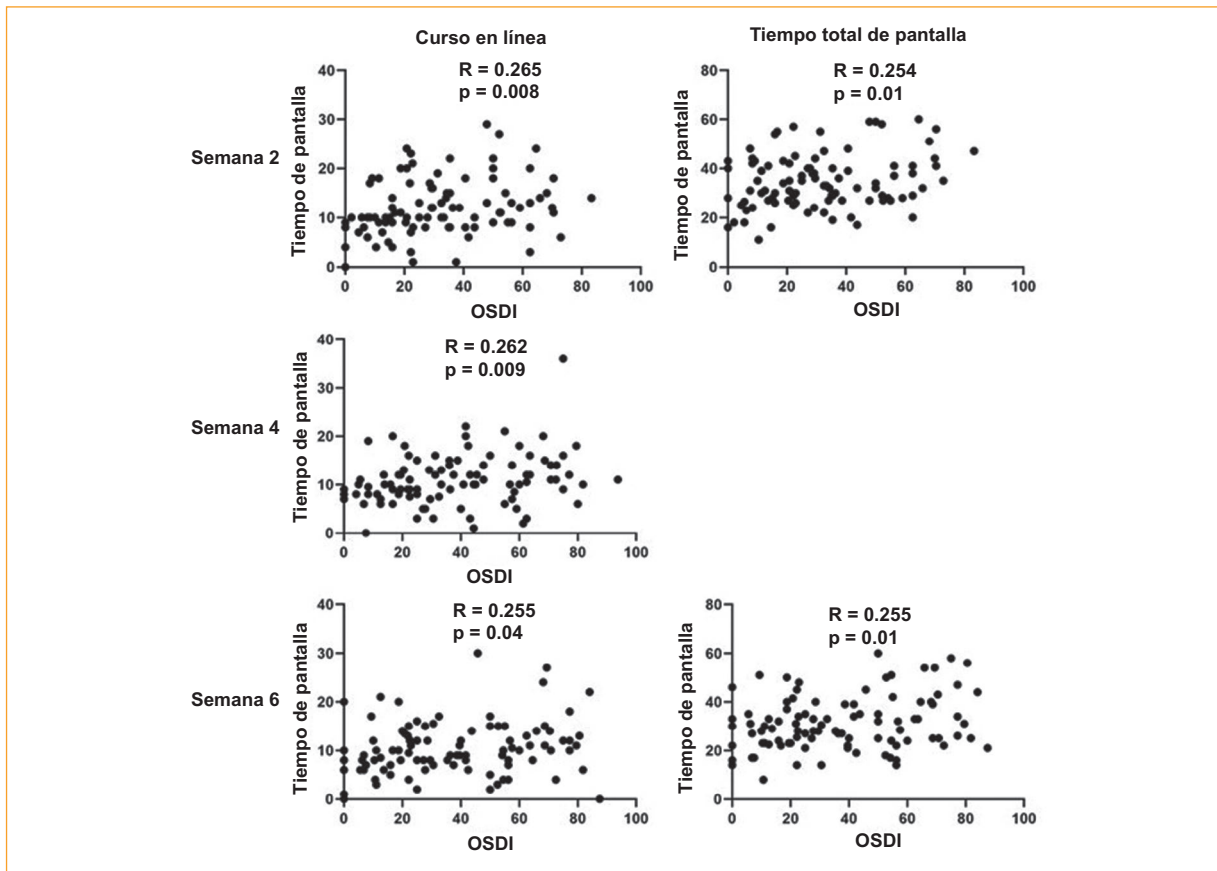 Curso en línea
Tiempo total de pantalla
Semana 2
R = 0.265
p = 0.008
Tiempo de pantalla
40
30
20
10
0
0 20 40 60 80 100
OSDI
R = 0.254
p = 0.01
Tiempo de pantalla
80
60
40
20
0
0 20 40 60 80 100
OSDI
Semana 4
R = 0.262
p = 0.009
Tiempo de pantalla
40
30
20
10
0
0 20 40 60 80 100
OSDI
Semana 6
R = 0.255
p = 0.04
Tiempo de pantalla
40
30
20
10
0
0 20 40 60 80 100
OSDI
R = 0.255
p = 0.01
Tiempo de pantalla
80
60
40
20
0
0 20 40 60 80 100
OSDI